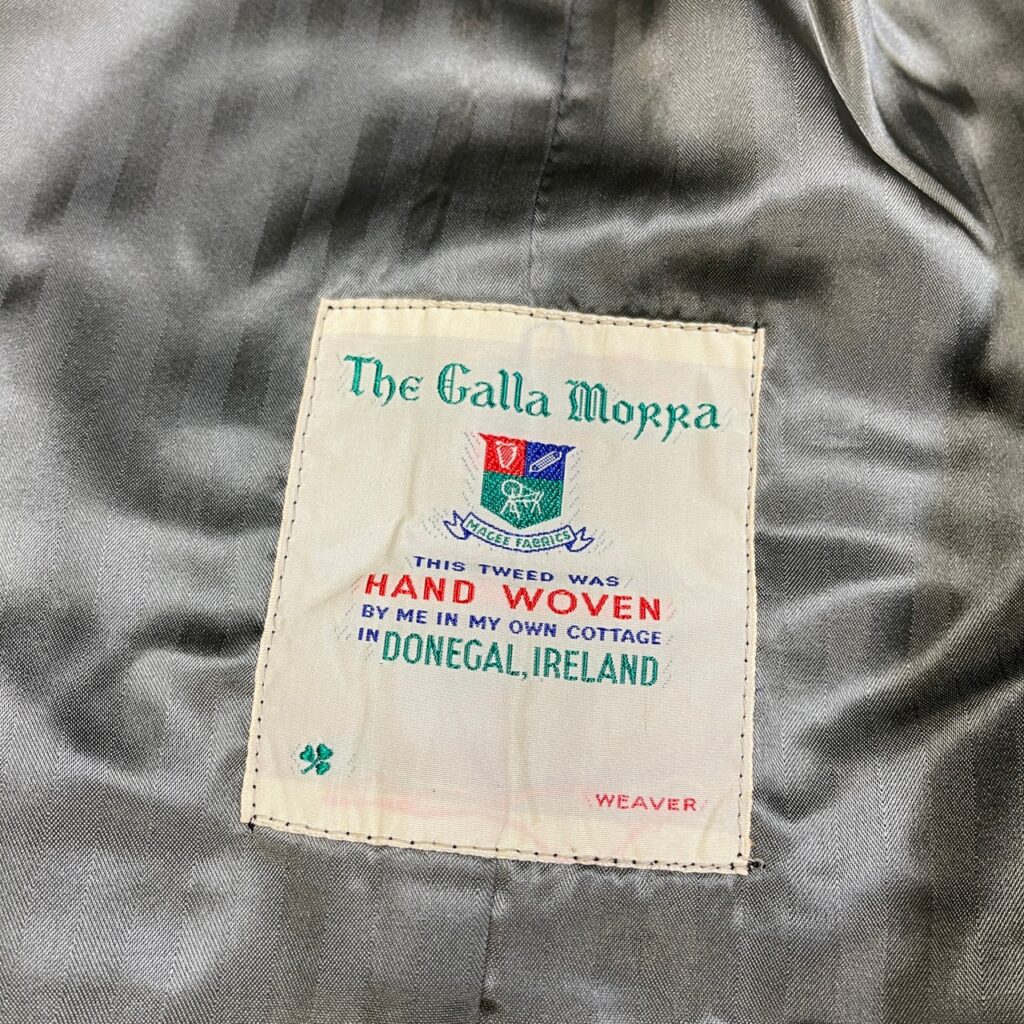 The Galla Morra
MAGEE FABRICS
THIS TWEED WAS
HAND WOVEN
BY ME IN MY OWN COTTAGE
IN DONEGAL, IRELAND
WEAVER